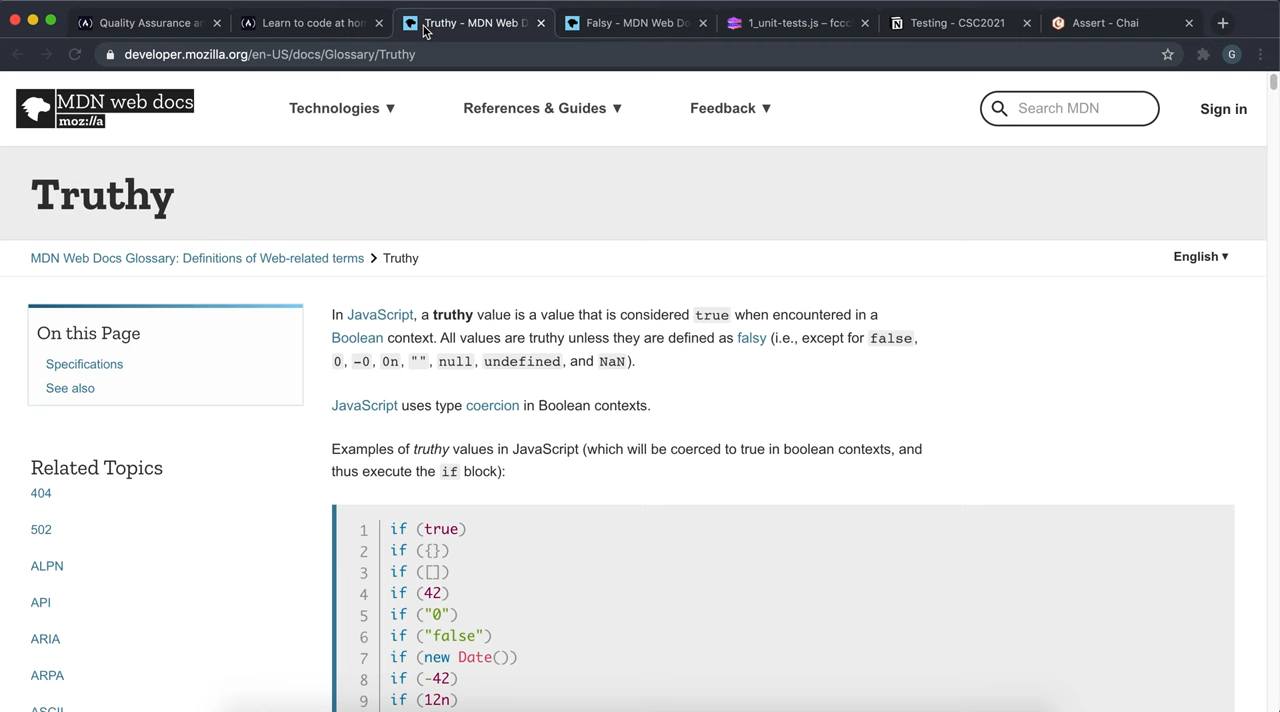 Quality Assurance an
Learn to code at hom
Truthy - MDN Web D
Falsy - MDN Web Do
1_unit-tests.js – fccc
Testing - CSC2021
Assert - Chai
developer.mozilla.org/en-US/docs/Glossary/Truthy
G
MDN web docs
moz://a
Technologies ▼
References & Guides ▼
Feedback ▼
Search MDN
Sign in
Truthy
MDN Web Docs Glossary: Definitions of Web-related terms > Truthy
English ▼
On this Page
Specifications
See also
Related Topics
404
502
ALPN
API
ARIA
ARPA
ASCII
In JavaScript, a truthy value is a value that is considered true when encountered in a
Boolean context. All values are truthy unless they are defined as falsy (i.e., except for false,
0, -0, 0n, "", null, undefined, and NaN).
JavaScript uses type coercion in Boolean contexts.
Examples of truthy values in JavaScript (which will be coerced to true in boolean contexts, and
thus execute the if block):
1 if (true)
2 if ({})
3 if ([])
4 if (42)
5 if ("0")
6 if ("false")
7 if (new Date())
8 if (-42)
9 if (12n)